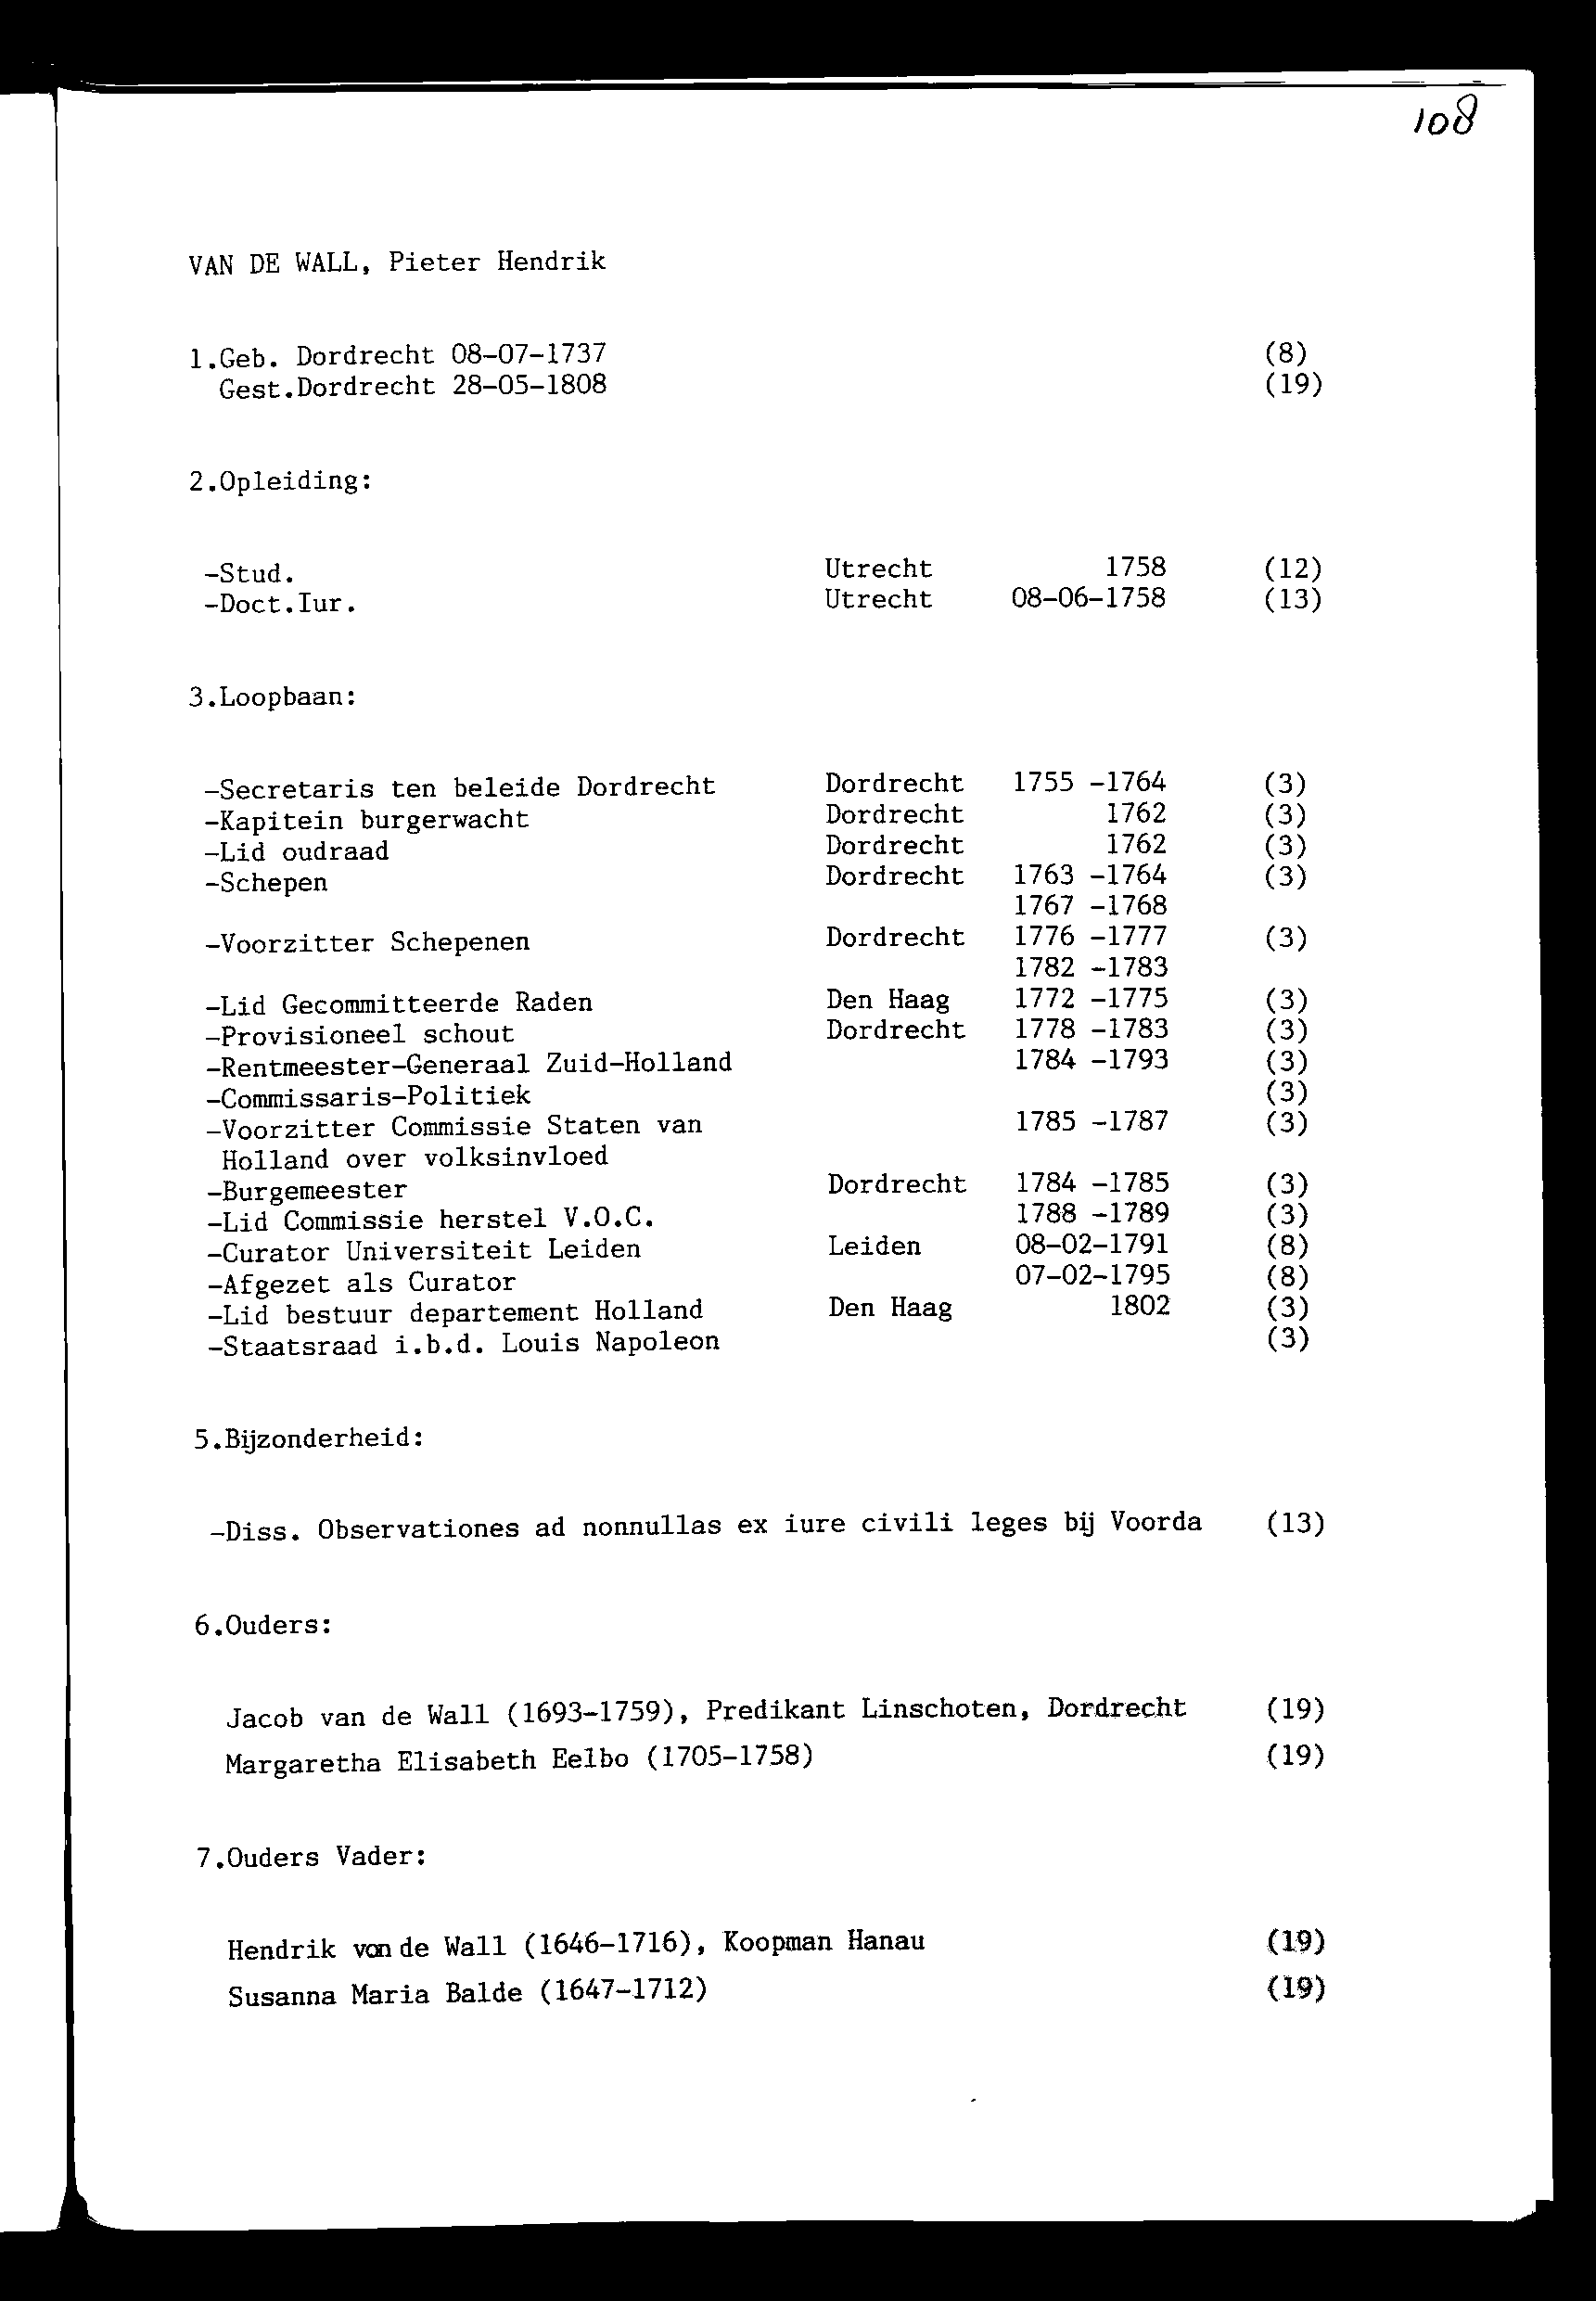 108
VAN DE WALL, Pieter Hendrik
1.Geb. Dordrecht 08-07-1737 (8)
Gest.Dordrecht 28-05-1808 (19)
2.Opleiding:
-Stud. Utrecht 1758 (12)
-Doct.Iur. Utrecht 08-06-1758 (13)
3.Loopbaan:
-Secretaris ten beleide Dordrecht Dordrecht 1755 -1764 (3)
-Kapitein burgerwacht Dordrecht 1762 (3)
-Lid oudraad Dordrecht 1762 (3)
-Schepen Dordrecht 1763 -1764 (3)
1767 -1768
-Voorzitter Schepenen Dordrecht 1776 -1777 (3)
1782 -1783
-Lid Gecommitteerde Raden Den Haag 1772 -1775 (3)
-Provisioneel schout Dordrecht 1778 -1783 (3)
-Rentmeester-Generaal Zuid-Holland 1784 -1793 (3)
-Commissaris-Politiek (3)
-Voorzitter Commissie Staten van 1785 -1787 (3)
Holland over volksinvloed
-Burgemeester Dordrecht 1784 -1785 (3)
-Lid Commissie herstel V.O.C. 1788 -1789 (3)
-Curator Universiteit Leiden Leiden 08-02-1791 (8)
-Afgezet als Curator 07-02-1795 (8)
-Lid bestuur departement Holland Den Haag 1802 (3)
-Staatsraad i.b.d. Louis Napoleon (3)
5.Bijzonderheid:
-Diss. Observationes ad nonnullas ex iure civili leges bij Voorda (13)
6.Ouders:
Jacob van de Wall (1693-1759), Predikant Linschoten, Dordrecht (19)
Margaretha Elisabeth Eelbo (1705-1758) (19)
7.Ouders Vader:
Hendrik van de Wall (1646-1716), Koopman Hanau (19)
Susanna Maria Balde (1647-1712) (19)